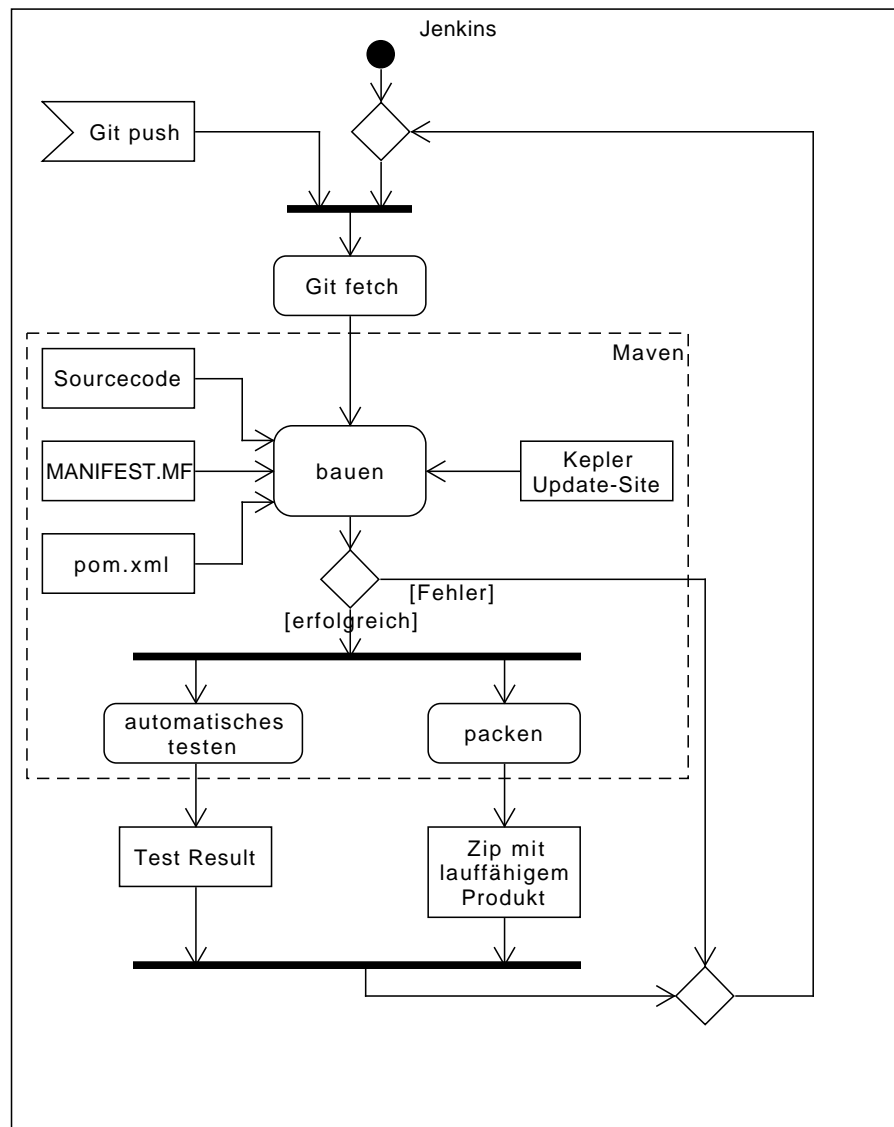 Jenkins
Git push
Git fetch
Maven
Sourcecode
MANIFEST.MF
bauen
Kepler
Update-Site
pom.xml
[Fehler]
[erfolgreich]
automatisches
testen
packen
Test Result
Zip mit
lauffähigem
Produkt